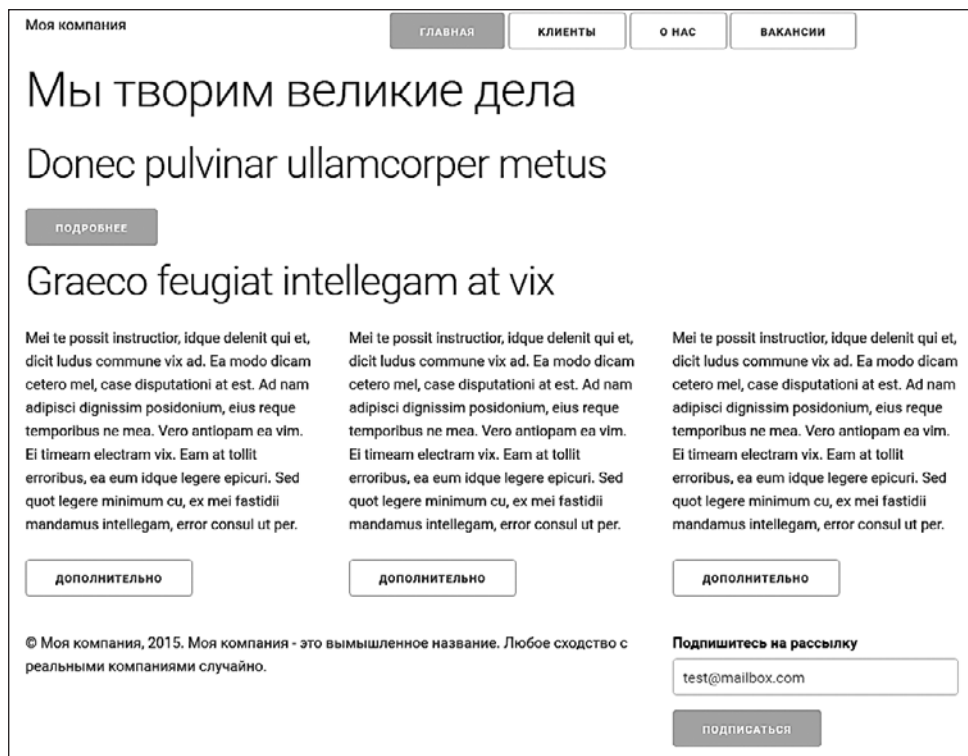 Моя компания ГЛАВНАЯ КЛИЕНТЫ О НАС ВАКАНСИИ
Мы творим великие дела
Donec pulvinar ullamcorper metus
ПОДРОБНЕЕ
Graeco feugiat intellegam at vix
Mei te possit instructior, idque delenit qui et,
dicit ludus commune vix ad. Ea modo dicam
cetero mel, case disputationi at est. Ad nam
adipisci dignissim posidonium, eius reque
temporibus ne mea. Vero antiopam ea vim.
Ei timeam electram vix. Eam at tollit
erroribus, ea eum idque legere epicuri. Sed
quot legere minimum cu, ex mei fastidii
mandamus intellegam, error consul ut per.
ДОПОЛНИТЕЛЬНО
Mei te possit instructior, idque delenit qui et,
dicit ludus commune vix ad. Ea modo dicam
cetero mel, case disputationi at est. Ad nam
adipisci dignissim posidonium, eius reque
temporibus ne mea. Vero antiopam ea vim.
Ei timeam electram vix. Eam at tollit
erroribus, ea eum idque legere epicuri. Sed
quot legere minimum cu, ex mei fastidii
mandamus intellegam, error consul ut per.
ДОПОЛНИТЕЛЬНО
Mei te possit instructior, idque delenit qui et,
dicit ludus commune vix ad. Ea modo dicam
cetero mel, case disputationi at est. Ad nam
adipisci dignissim posidonium, eius reque
temporibus ne mea. Vero antiopam ea vim.
Ei timeam electram vix. Eam at tollit
erroribus, ea eum idque legere epicuri. Sed
quot legere minimum cu, ex mei fastidii
mandamus intellegam, error consul ut per.
ДОПОЛНИТЕЛЬНО
© Моя компания, 2015. Моя компания - это вымышленное название. Любое сходство с
реальными компаниями случайно.
Подпишитесь на рассылку
test@mailbox.com
ПОДПИСАТЬСЯ